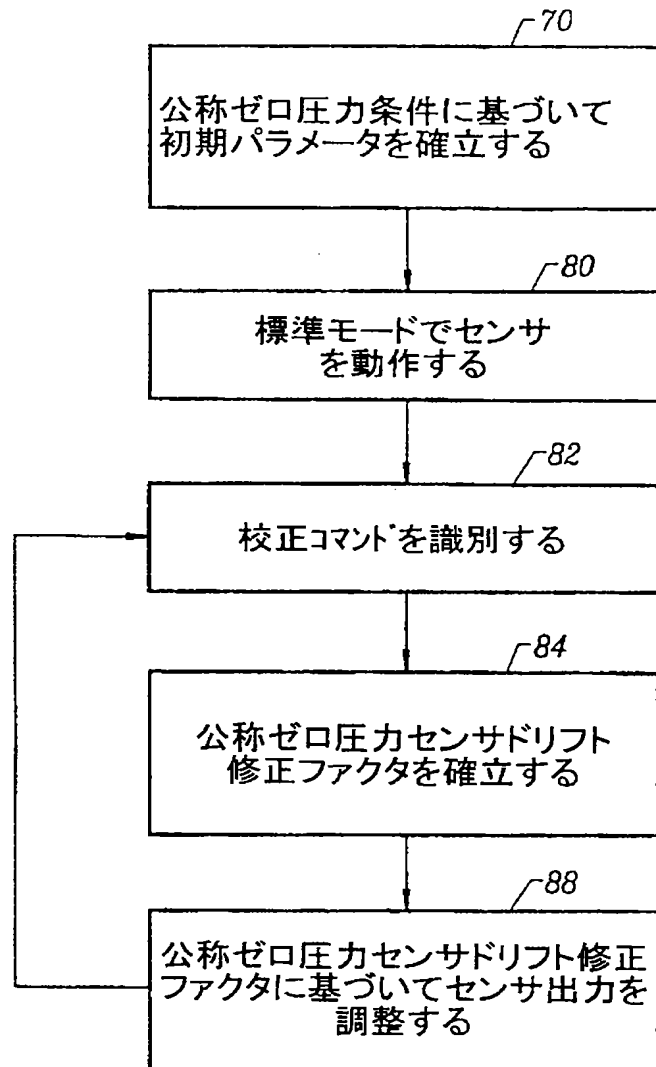 70
公称ゼロ圧力条件に基づいて
初期パラメータを確立する
80
標準モードでセンサ
を動作する
82
校正ｺﾏﾝﾄﾞを識別する
84
公称ゼロ圧力センサドリフト
修正ファクタを確立する
88
公称ゼロ圧力センサドリフト修正
ファクタに基づいてセンサ出力を
調整する